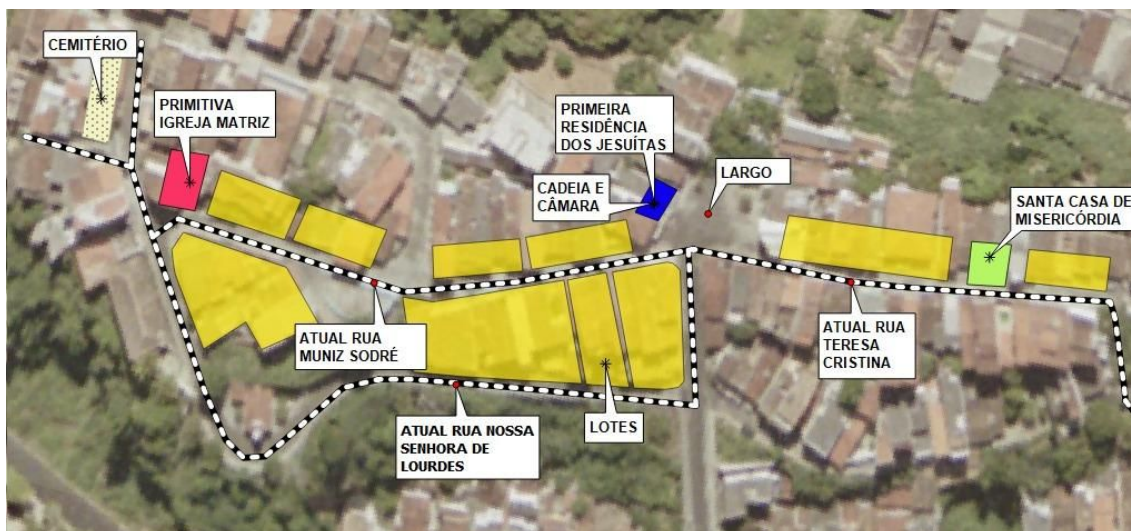 CEMITÉRIO
PRIMITIVA
IGREJA MATRIZ
PRIMEIRA
RESIDÊNCIA
DOS JESUÍTAS
CADEIA E
CÂMARA
LARGO
SANTA CASA DE
MISERICÓRDIA
ATUAL RUA
MUNIZ SODRÉ
ATUAL RUA NOSSA
SENHORA DE
LOURDES
LOTES
ATUAL RUA
TERESA
CRISTINA